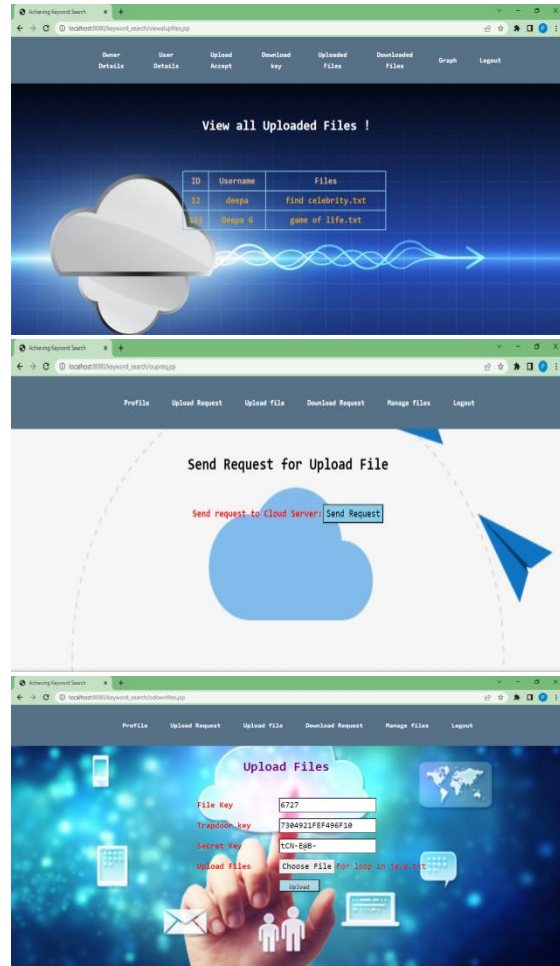 Achieving Keyword Search
localhost:8080/keyword_search/viewalupfiles.jsp
Owner Details User Details Upload Accept Download key Uploaded Files Downloaded Files Graph Logout
View all Uploaded Files !
ID Username Files
12 deepa find celebrity.txt
Deepa G game of life.txt
Achieving Keyword Search
localhost:8080/keyword_search/oupreq.jsp
Profile Upload Request Upload file Download Request Manage files Logout
Send Request for Upload File
Send request to Cloud Server: Send Request
Achieving Keyword Search
localhost:8080/keyword_search/odownfiles.jsp
Profile Upload Request Upload file Download Request Manage files Logout
Upload Files
File Key 6727
Trapdoor key 7304921FEF496F10
Secret Key tCN-E@B-
Upload Files Choose File For loop in java.txt
Upload